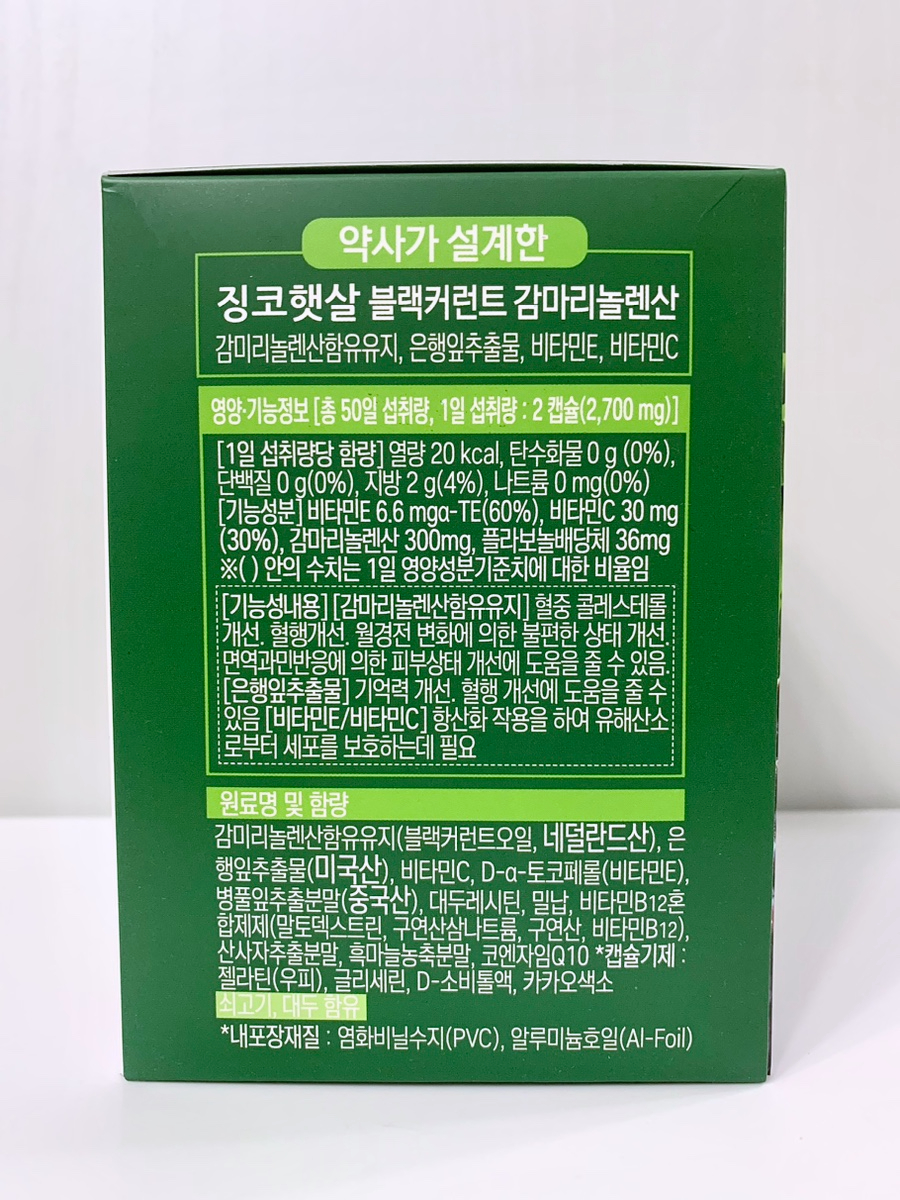 약사가 설계한
징코햇살 블랙커런트 감마리놀렌산
감미리놀렌산함유유지, 은행잎추출물, 비타민E, 비타민C
영양·기능정보 [총 50일 섭취량, 1일 섭취량 : 2 캡슐(2,700 mg)]
[1일 섭취량당 함량] 열량 20 kcal, 탄수화물 0 g (0%),
단백질 0 g(0%), 지방 2 g(4%), 나트륨 0 mg(0%)
[기능성분] 비타민E 6.6 mgα-TE(60%), 비타민C 30 mg
(30%), 감마리놀렌산 300mg, 플라보놀배당체 36mg
※( ) 안의 수치는 1일 영양성분기준치에 대한 비율임
[기능성내용] [감마리놀렌산함유유지] 혈중 콜레스테롤
개선. 혈행개선. 월경전 변화에 의한 불편한 상태 개선.
면역과민반응에 의한 피부상태 개선에 도움을 줄 수 있음.
[은행잎추출물] 기억력 개선. 혈행 개선에 도움을 줄 수
있음 [비타민E/비타민C] 항산화 작용을 하여 유해산소
로부터 세포를 보호하는데 필요
원료명 및 함량
감미리놀렌산함유유지(블랙커런트오일, 네덜란드산), 은
행잎추출물(미국산), 비타민C, D-α-토코페롤(비타민E),
병풀잎추출분말(중국산), 대두레시틴, 밀납, 비타민B12혼
합제제(말토덱스트린, 구연산삼나트륨, 구연산, 비타민B12),
산사자추출분말, 흑마늘농축분말, 코엔자임Q10 *캡슐기제 :
젤라틴(우피), 글리세린, D-소비톨액, 카카오색소
쇠고기, 대두 함유
*내포장재질 : 염화비닐수지(PVC), 알루미늄호일(Al-Foil)